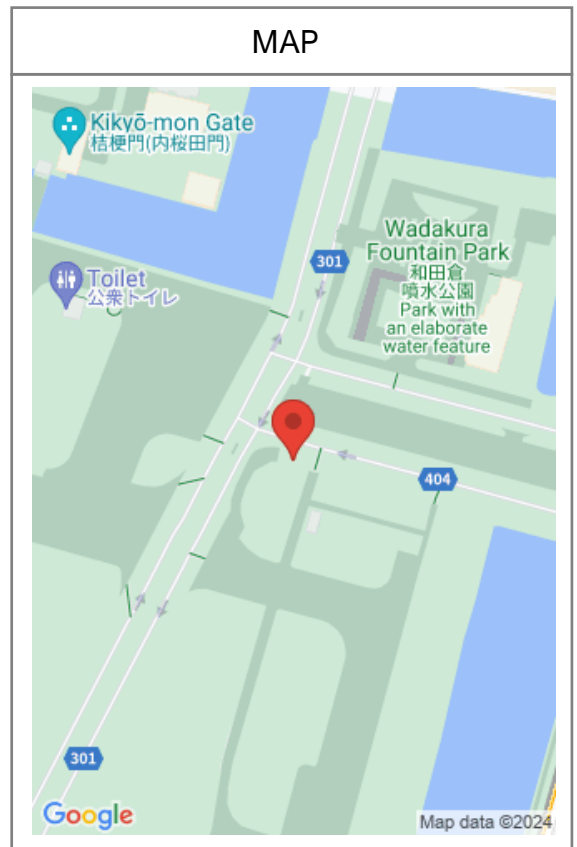 MAP
Kikyō-mon Gate
桔梗門(内桜田門)
Wadakura
Fountain Park
和田倉
噴水公園
Park with
an elaborate
water feature
301
Toilet
公衆トイレ
404
301
Google
Map data ©2024